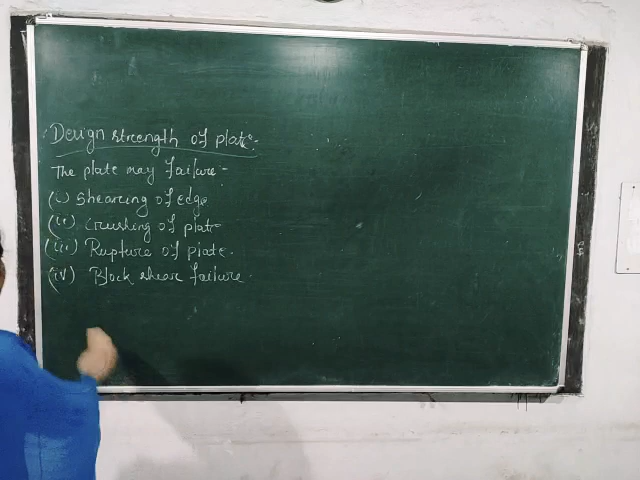 Design strength of plate-
The plate may failure -
(i) Shearing of edge
(ii) Crushing of plate
(iii) Rupture of plate.
(iv) Block shear failure.